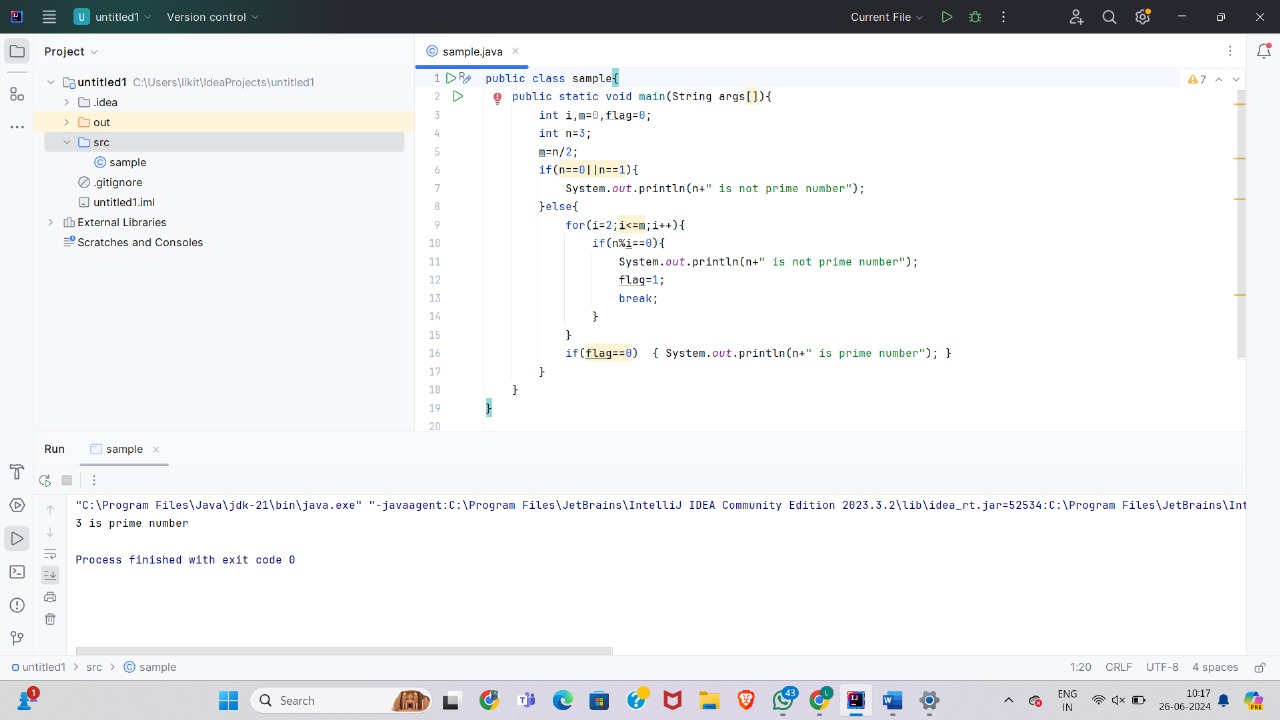 U untitled1 Version control Current File
Project
sample.java
untitled1 C:\Users\likit\IdeaProjects\untitled1
.idea
out
src
sample
.gitignore
untitled1.iml
External Libraries
Scratches and Consoles
7
1 public class sample{
2 public static void main(String args[]){
3 int i,m=0,flag=0;
4 int n=3;
5 m=n/2;
6 if(n==0||n==1){
7 System.out.println(n+" is not prime number");
8 }else{
9 for(i=2;i<=m;i++){
10 if(n%i==0){
11 System.out.println(n+" is not prime number");
12 flag=1;
13 break;
14 }
15 }
16 if(flag==0)  { System.out.println(n+" is prime number"); }
17 }
18 }
19 }
20
Run sample
"C:\Program Files\Java\jdk-21\bin\java.exe" "-javaagent:C:\Program Files\JetBrains\IntelliJ IDEA Community Edition 2023.3.2\lib\idea_rt.jar=52534:C:\Program Files\JetBrains\Int
3 is prime number
Process finished with exit code 0
untitled1 > src > sample 1:20 CRLF UTF-8 4 spaces
1 Search 43 L ENG 10:17
IN 26-06-2024 PRE